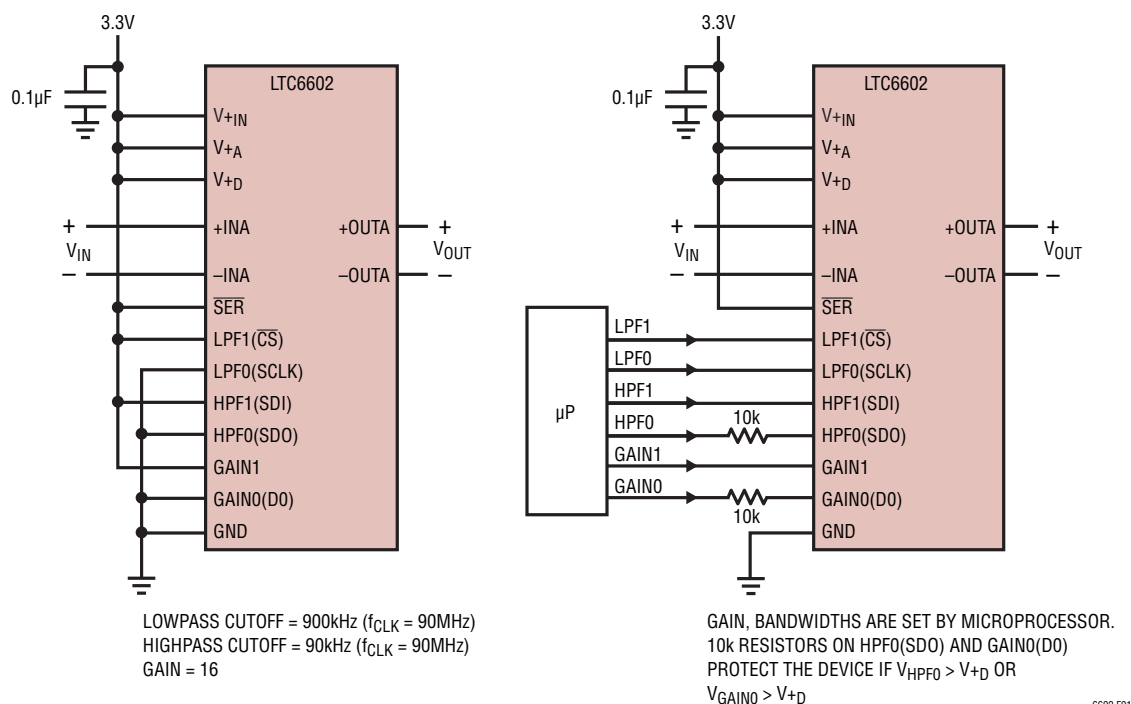 3.3V
0.1µF
LTC6602
V+IN
V+A
V+D
+INA
–INA
SER
LPF1(CS)
LPF0(SCLK)
HPF1(SDI)
HPF0(SDO)
GAIN1
GAIN0(D0)
GND
+OUTA
–OUTA
+
VIN
–
+
VOUT
–
LOWPASS CUTOFF = 900kHz (fCLK = 90MHz)
HIGHPASS CUTOFF = 90kHz (fCLK = 90MHz)
GAIN = 16
3.3V
0.1µF
LTC6602
V+IN
V+A
V+D
+INA
–INA
SER
LPF1(CS)
LPF0(SCLK)
HPF1(SDI)
HPF0(SDO)
GAIN1
GAIN0(D0)
GND
+OUTA
–OUTA
+
VIN
–
+
VOUT
–
µP
LPF1
LPF0
HPF1
HPF0
GAIN1
GAIN0
10k
10k
GAIN, BANDWIDTHS ARE SET BY MICROPROCESSOR.
10k RESISTORS ON HPF0(SDO) AND GAIN0(D0)
PROTECT THE DEVICE IF VHPF0 > V+D OR
VGAIN0 > V+D